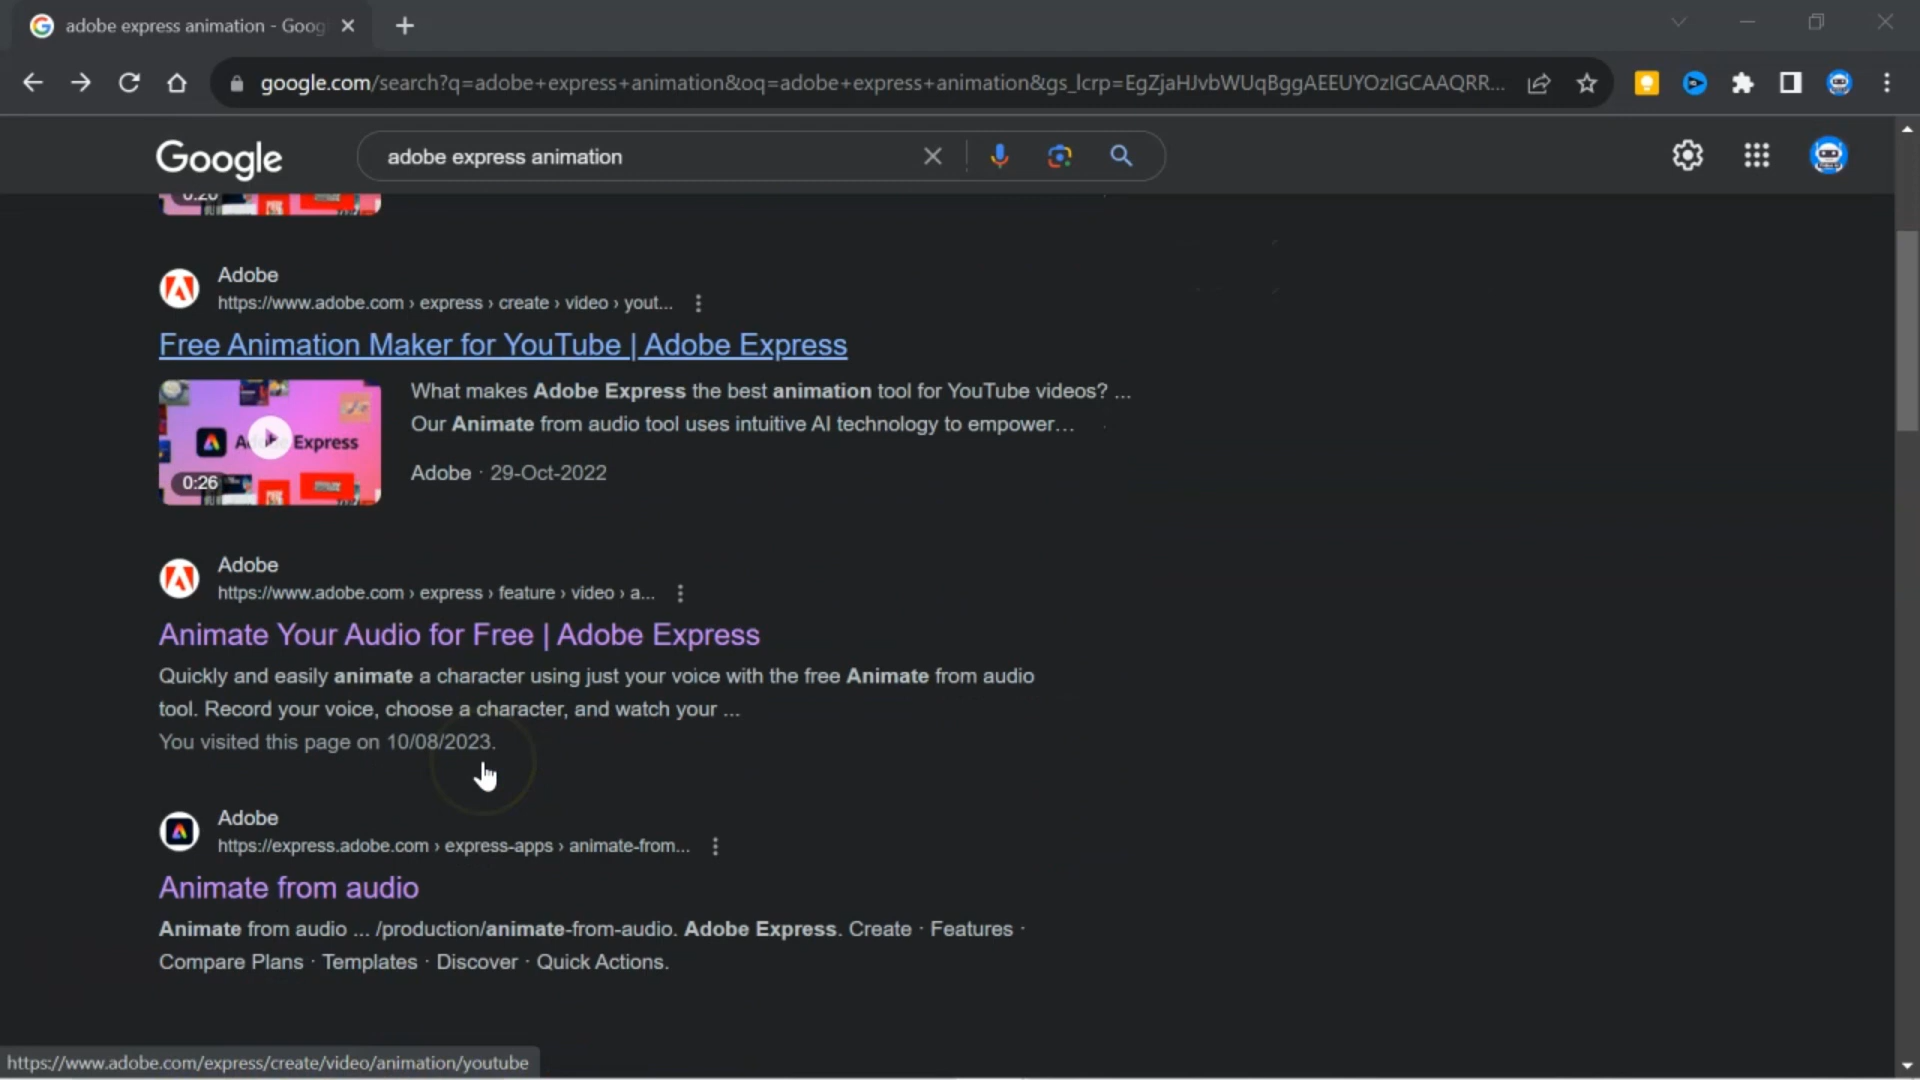 adobe express animation - Goog
google.com/search?q=adobe+express+animation&oq=adobe+express+animation&gs_lcrp=EgZjaHJvbWUqBggAEEUYOzIGCAAQRR...
Google
adobe express animation
0:20
Adobe
https://www.adobe.com › express › create › video › yout...
Free Animation Maker for YouTube | Adobe Express
What makes Adobe Express the best animation tool for YouTube videos? ...
Our Animate from audio tool uses intuitive AI technology to empower...
Express
0:26
Adobe · 29-Oct-2022
Adobe
https://www.adobe.com › express › feature › video › a...
Animate Your Audio for Free | Adobe Express
Quickly and easily animate a character using just your voice with the free Animate from audio
tool. Record your voice, choose a character, and watch your ...
You visited this page on 10/08/2023.
Adobe
https://express.adobe.com › express-apps › animate-from...
Animate from audio
Animate from audio ... /production/animate-from-audio. Adobe Express. Create · Features ·
Compare Plans · Templates · Discover · Quick Actions.
https://www.adobe.com/express/create/video/animation/youtube